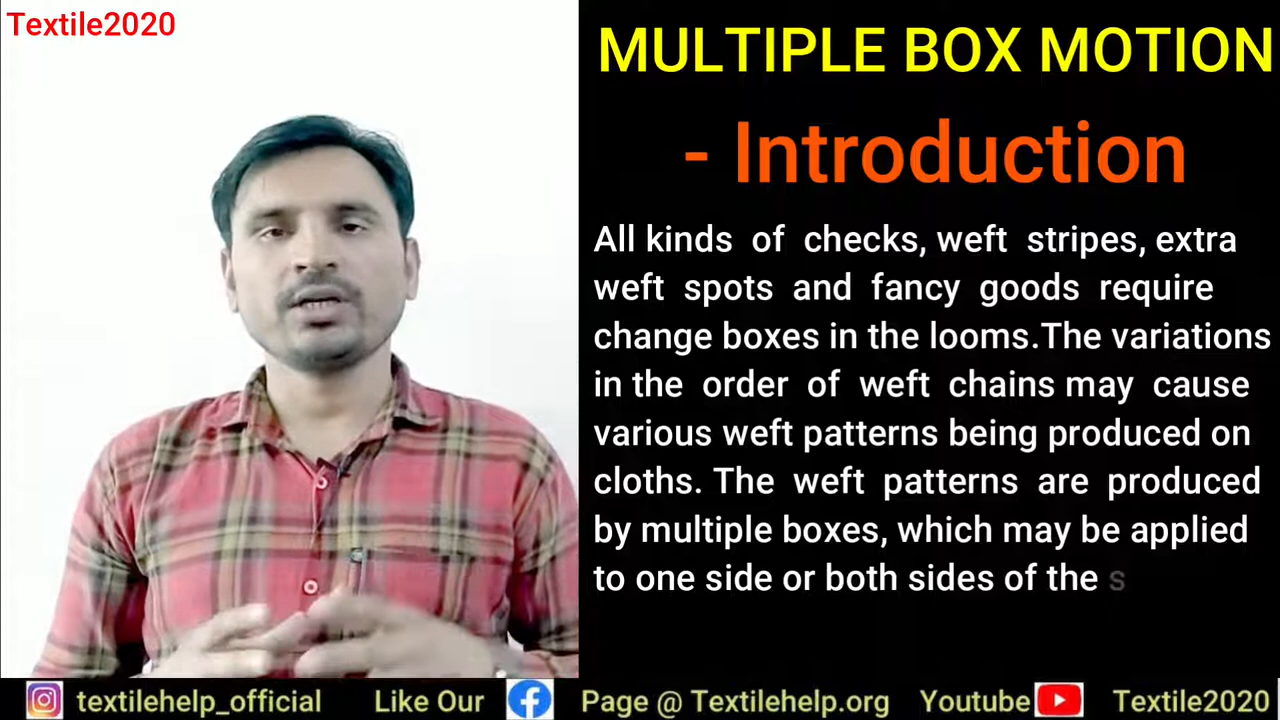 Textile2020
MULTIPLE BOX MOTION
- Introduction
All kinds of checks, weft stripes, extra
weft spots and fancy goods require
change boxes in the looms.The variations
in the order of weft chains may cause
various weft patterns being produced on
cloths. The weft patterns are produced
by multiple boxes, which may be applied
to one side or both sides of the s
textilehelp_official Like Our Page @ Textilehelp.org Youtube Textile2020